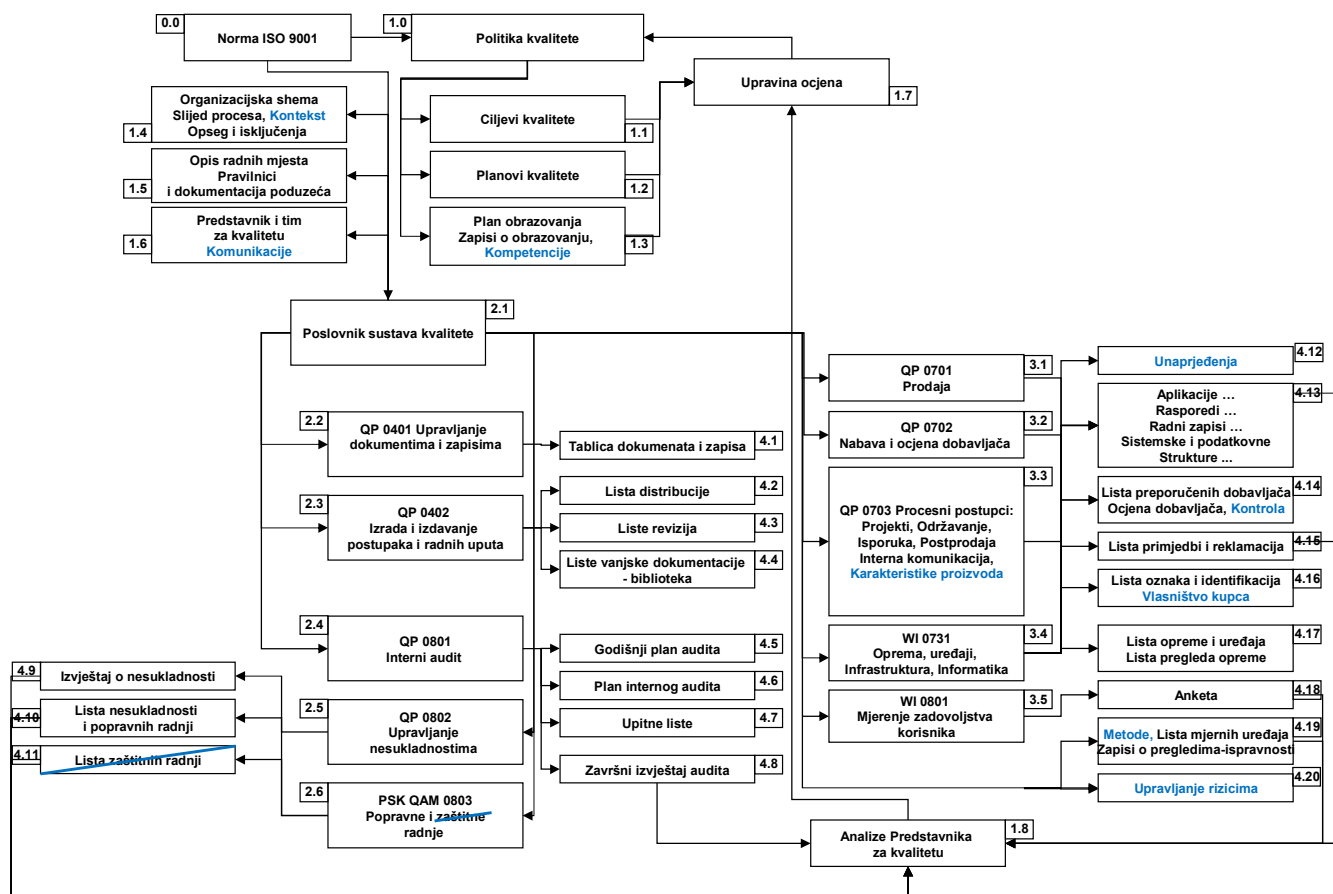 0.0
Norma ISO 9001
1.0
Politika kvalitete
Upravina ocjena
1.7
Organizacijska shema
Slijed procesa, Kontekst
Opseg i isključenja
1.4
Ciljevi kvalitete
1.1
Opis radnih mjesta
Pravilnici
i dokumentacija poduzeća
1.5
Planovi kvalitete
1.2
Predstavnik i tim
za kvalitetu
Komunikacije
1.6
Plan obrazovanja
Zapisi o obrazovanju,
Kompetencije
1.3
2.1
Poslovnik sustava kvalitete
2.2
QP 0401 Upravljanje
dokumentima i zapisima
Tablica dokumenata i zapisa
4.1
2.3
QP 0402
Izrada i izdavanje
postupaka i radnih uputa
Lista distribucije
4.2
Liste revizija
4.3
Liste vanjske dokumentacije
- biblioteka
4.4
2.4
QP 0801
Interni audit
Godišnji plan audita
4.5
Plan internog audita
4.6
Upitne liste
4.7
Završni izvještaj audita
4.8
4.9
Izvještaj o nesukladnosti
4.10
Lista nesukladnosti
i popravnih radnji
4.11
Lista zaštitnih radnji
2.5
QP 0802
Upravljanje
nesukladnostima
2.6
PSK QAM 0803
Popravne i zaštitne
radnje
QP 0701
Prodaja
3.1
QP 0702
Nabava i ocjena dobavljača
3.2
3.3
QP 0703 Procesni postupci:
Projekti, Održavanje,
Isporuka, Postprodaja
Interna komunikacija,
Karakteristike proizvoda
WI 0731
Oprema, uređaji,
Infrastruktura, Informatika
3.4
WI 0801
Mjerenje zadovoljstva
korisnika
3.5
Unaprjeđenja
4.12
Aplikacije …
Rasporedi …
Radni zapisi …
Sistemske i podatkovne
Strukture ...
4.13
Lista preporučenih dobavljača
Ocjena dobavljača, Kontrola
4.14
Lista primjedbi i reklamacija
4.15
Lista oznaka i identifikacija
Vlasništvo kupca
4.16
Lista opreme i uređaja
Lista pregleda opreme
4.17
Anketa
4.18
Metode, Lista mjernih uređaja
Zapisi o pregledima-ispravnosti
4.19
Upravljanje rizicima
4.20
Analize Predstavnika
za kvalitetu
1.8